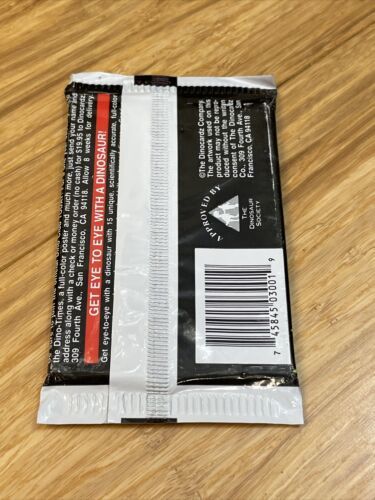 GET EYE TO EYE WITH A DINOSAUR!
Get eye-to-eye with a dinosaur with 15 unique, scientifically accurate, full-color
the Dino-Times, a full-color poster and much more, just send your name and
address along with a check or money order (no cash) for $19.95 to Dinocardz,
309 Fourth Ave., San Francisco, CA 94118. Allow 8 weeks for delivery.
©The Dinocardz Company.
The artwork used on this
product may not be repro-
duced without the written
consent of The Dinocardz
Co. 309 Fourth Ave., San
Francisco, CA 94118
APPROVED BY
THE
DINOSAUR
SOCIETY
7 45845 03001 9